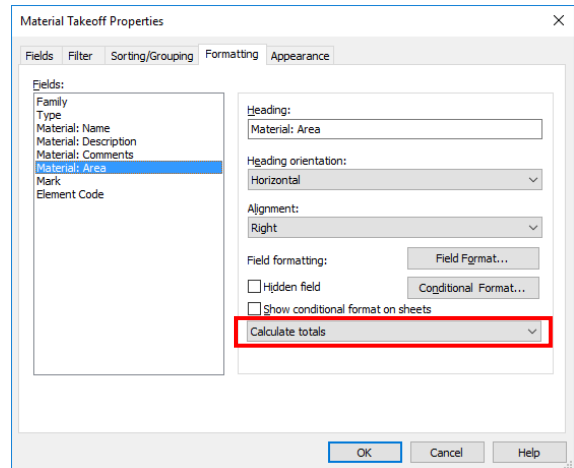 Material Takeoff Properties
Fields Filter Sorting/Grouping Formatting Appearance
Fields:
Family
Type
Material: Name
Material: Description
Material: Comments
Material: Area
Mark
Element Code
Heading:
Material: Area
Heading orientation:
Horizontal
Alignment:
Right
Field formatting:
Field Format...
Hidden field
Conditional Format...
Show conditional format on sheets
Calculate totals
OK Cancel Help